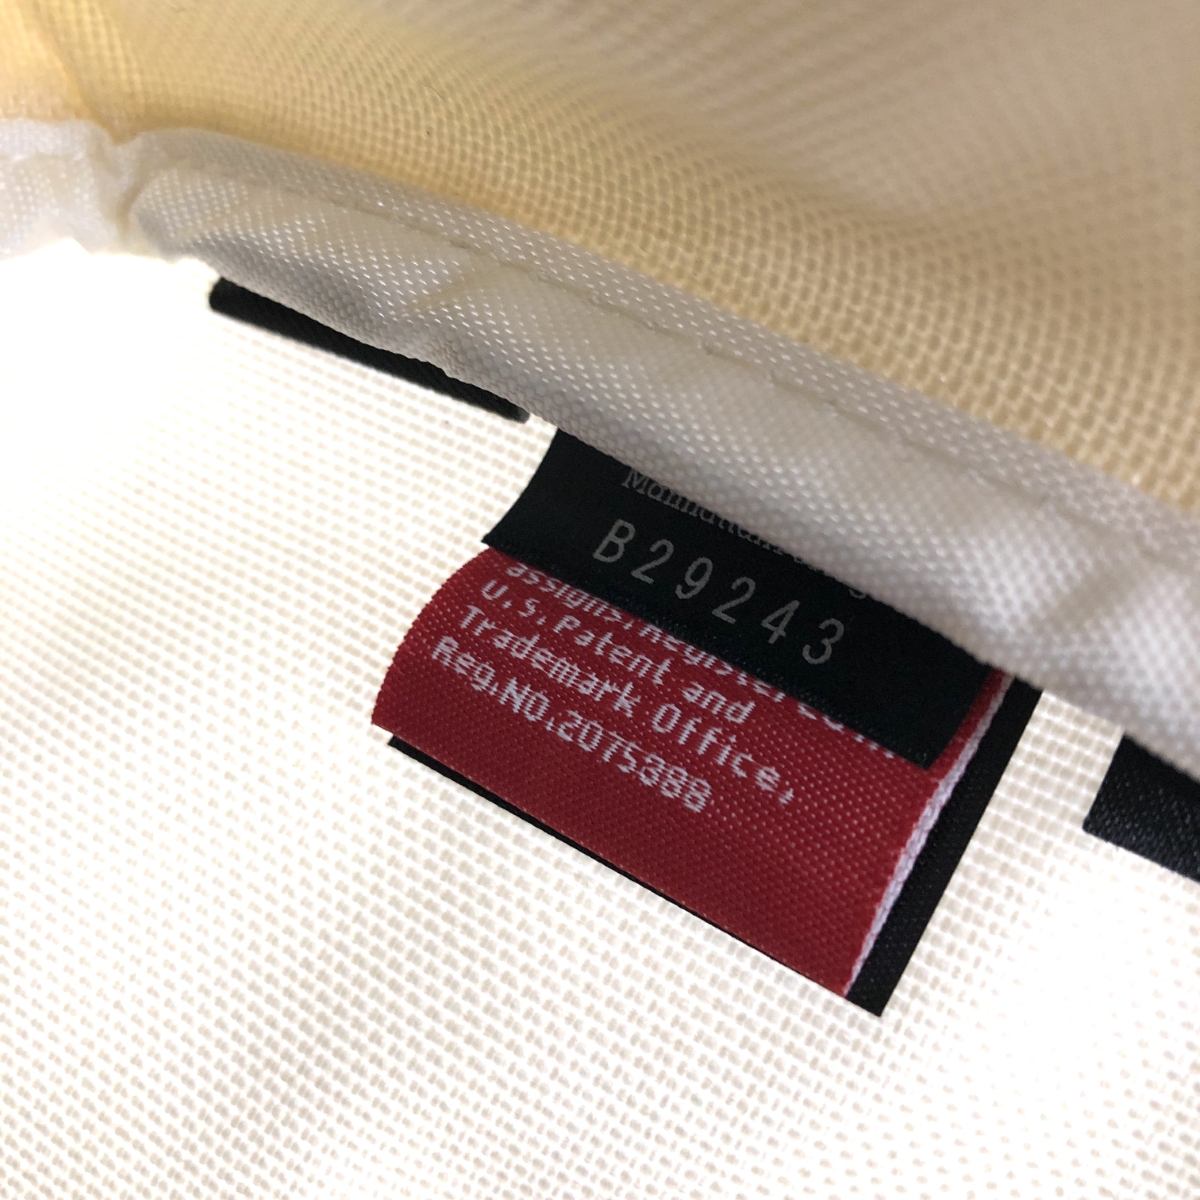 B29243
U.S. Patent and
Trademark Office,
Reg.No.2075388